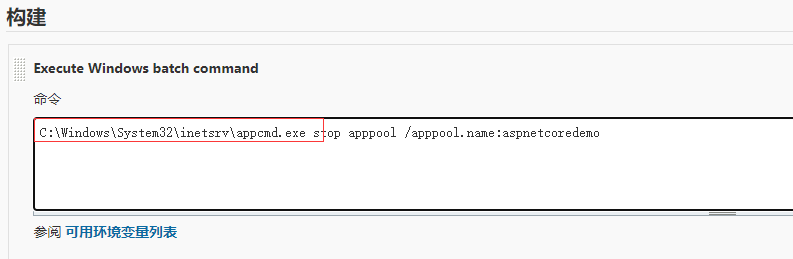 构建
Execute Windows batch command
命令
C:\Windows\System32\inetsrv\appcmd.exe stop apppool /apppool.name:aspnetcoredemo
参阅 可用环境变量列表